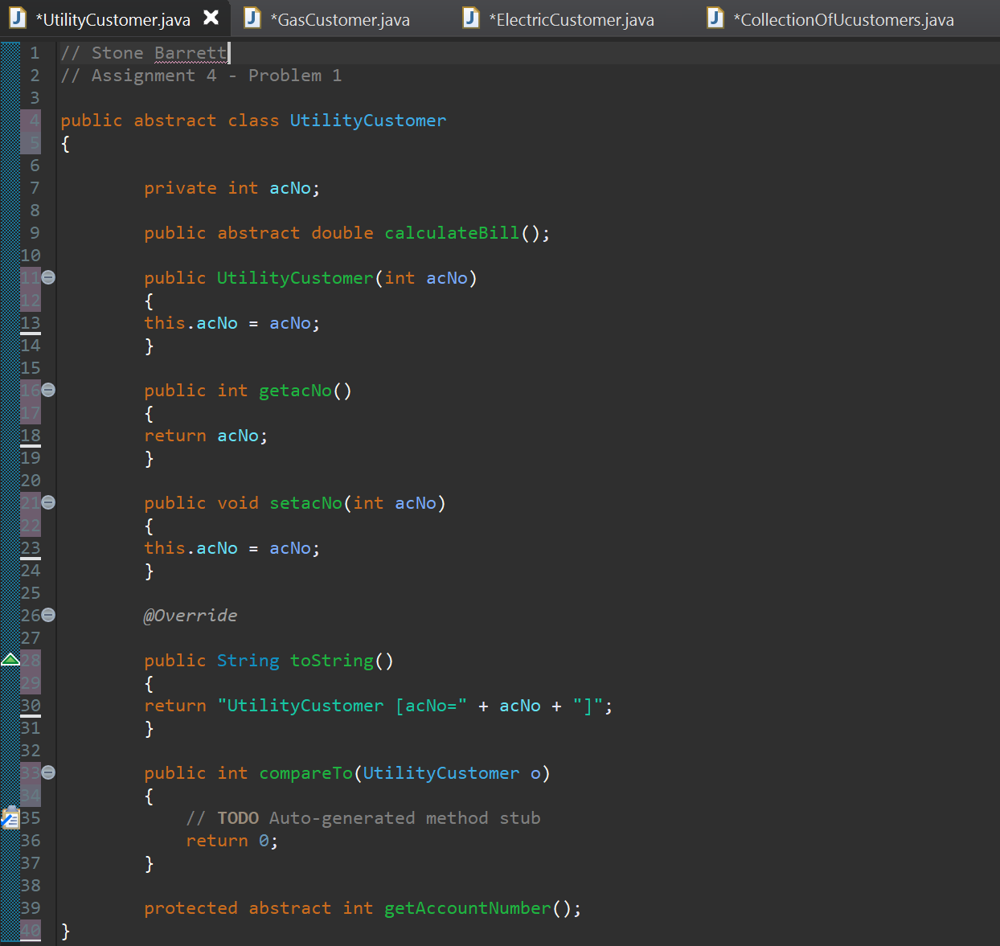 *UtilityCustomer.java *GasCustomer.java *ElectricCustomer.java *CollectionOfUcustomers.java
1 // Stone Barrett
2 // Assignment 4 - Problem 1
3
4 public abstract class UtilityCustomer
5 {
6
7 private int acNo;
8
9 public abstract double calculateBill();
10
11 public UtilityCustomer(int acNo)
12 {
13 this.acNo = acNo;
14 }
15
16 public int getacNo()
17 {
18 return acNo;
19 }
20
21 public void setacNo(int acNo)
22 {
23 this.acNo = acNo;
24 }
25
26 @Override
27
28 public String toString()
29 {
30 return "UtilityCustomer [acNo=" + acNo + "]";
31 }
32
33 public int compareTo(UtilityCustomer o)
34 {
35 // TODO Auto-generated method stub
36 return 0;
37 }
38
39 protected abstract int getAccountNumber();
40 }